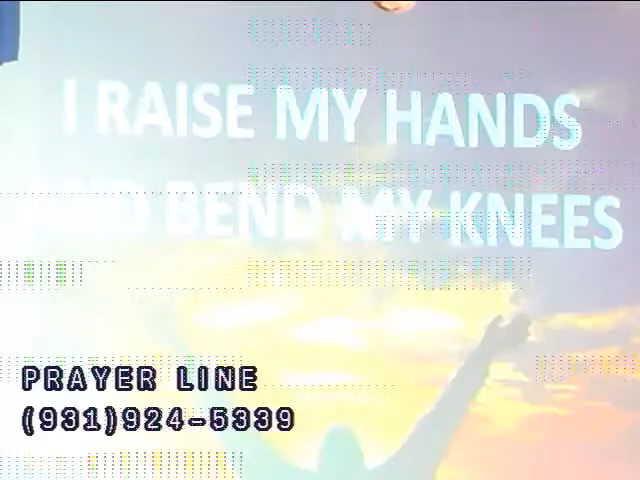 I RAISE MY HANDS
AND BEND MY KNEES
PRAYER LINE
(931)924-5339